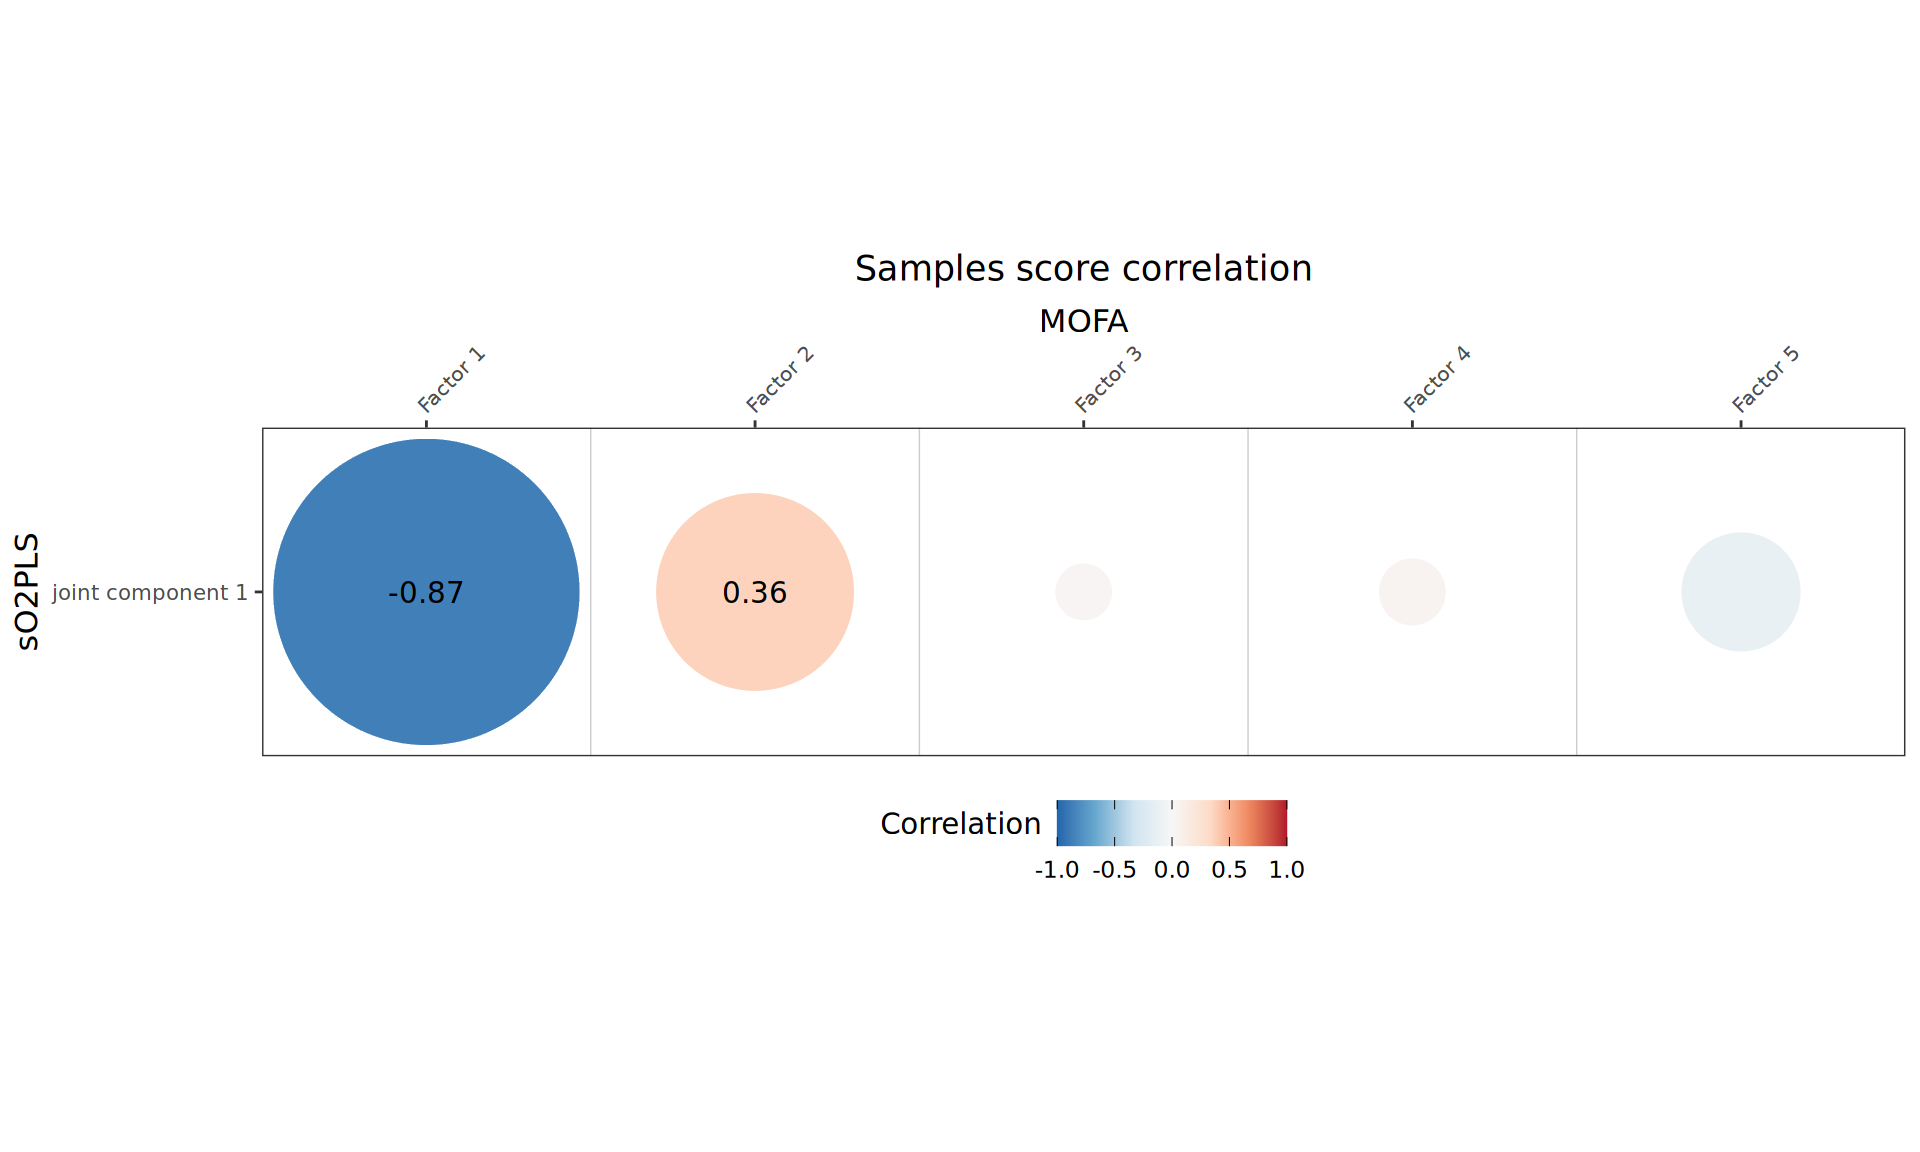 Samples score correlation
MOFA
Factor 1
Factor 2
Factor 3
Factor 4
Factor 5
sO2PLS
joint component 1
-0.87
0.36
Correlation
-1.0 -0.5 0.0 0.5 1.0